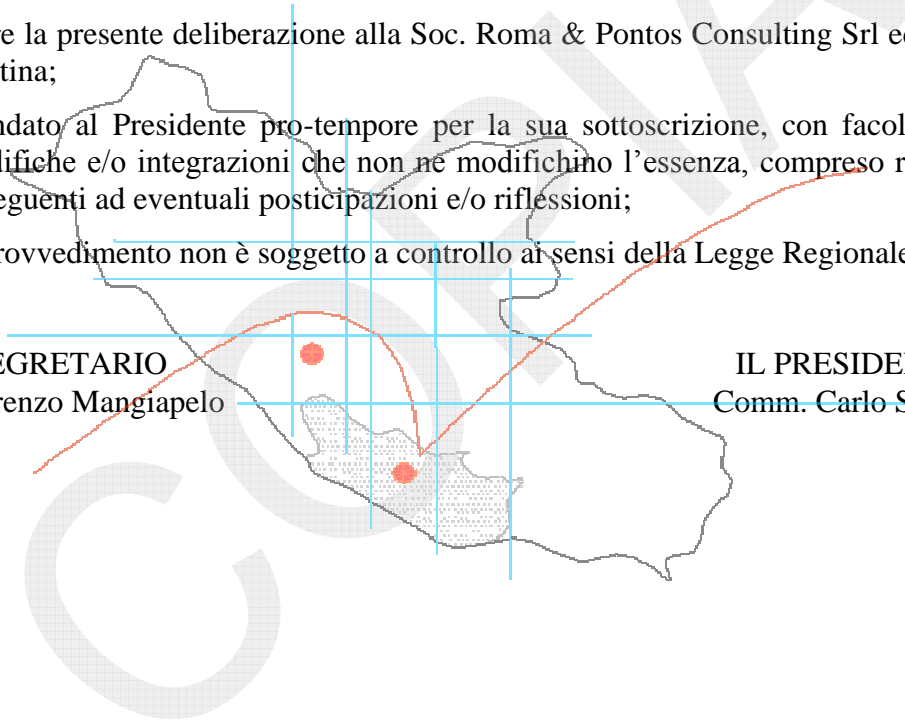 re la presente deliberazione alla Soc. Roma & Pontos Consulting Srl ed
tina;
ndato al Presidente pro-tempore per la sua sottoscrizione, con facol
difiche e/o integrazioni che non ne modifichino l'essenza, compreso r
eguenti ad eventuali posticipazioni e/o riflessioni;
rovvedimento non è soggetto a controllo ai sensi della Legge Regionale
EGRETARIO IL PRESIDE
renzo Mangiapelo Comm. Carlo S
COPIA